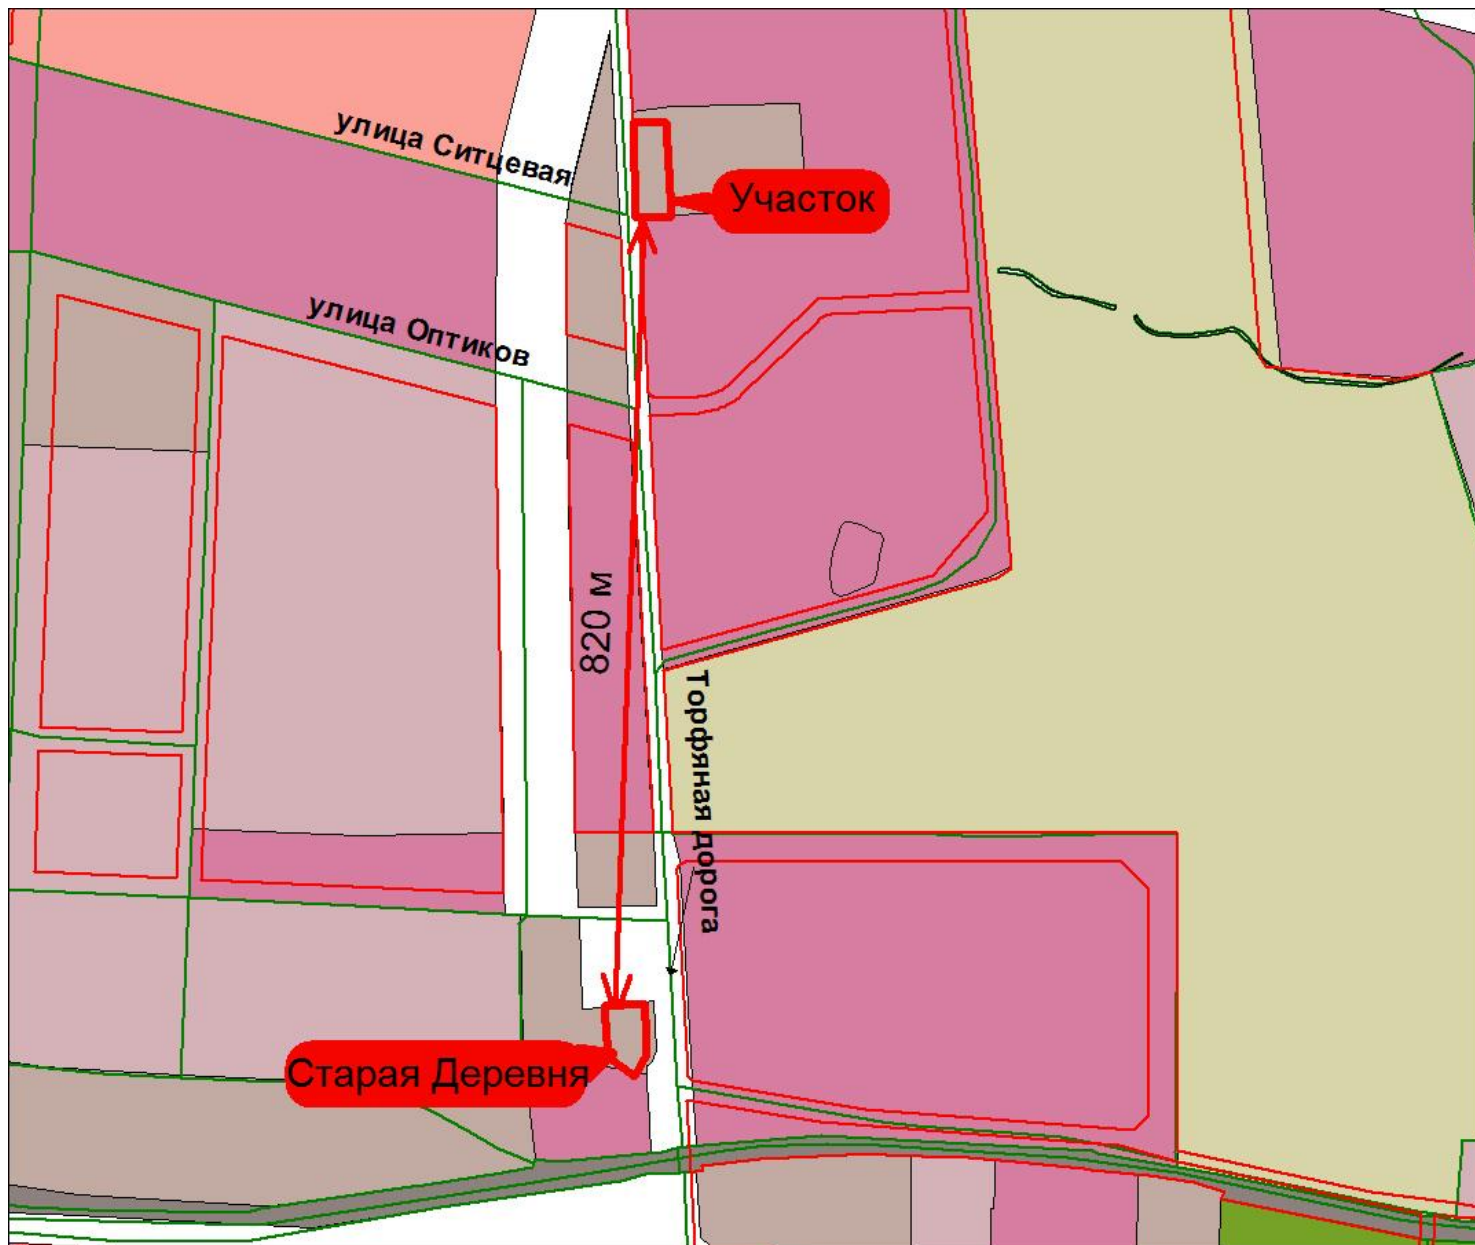 улица Ситцевая
Участок
улица Оптиков
820 м
Торфяная дорога
Старая Деревня